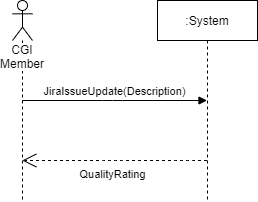 :System
CGI
Member
JiraIssueUpdate(Description)
QualityRating